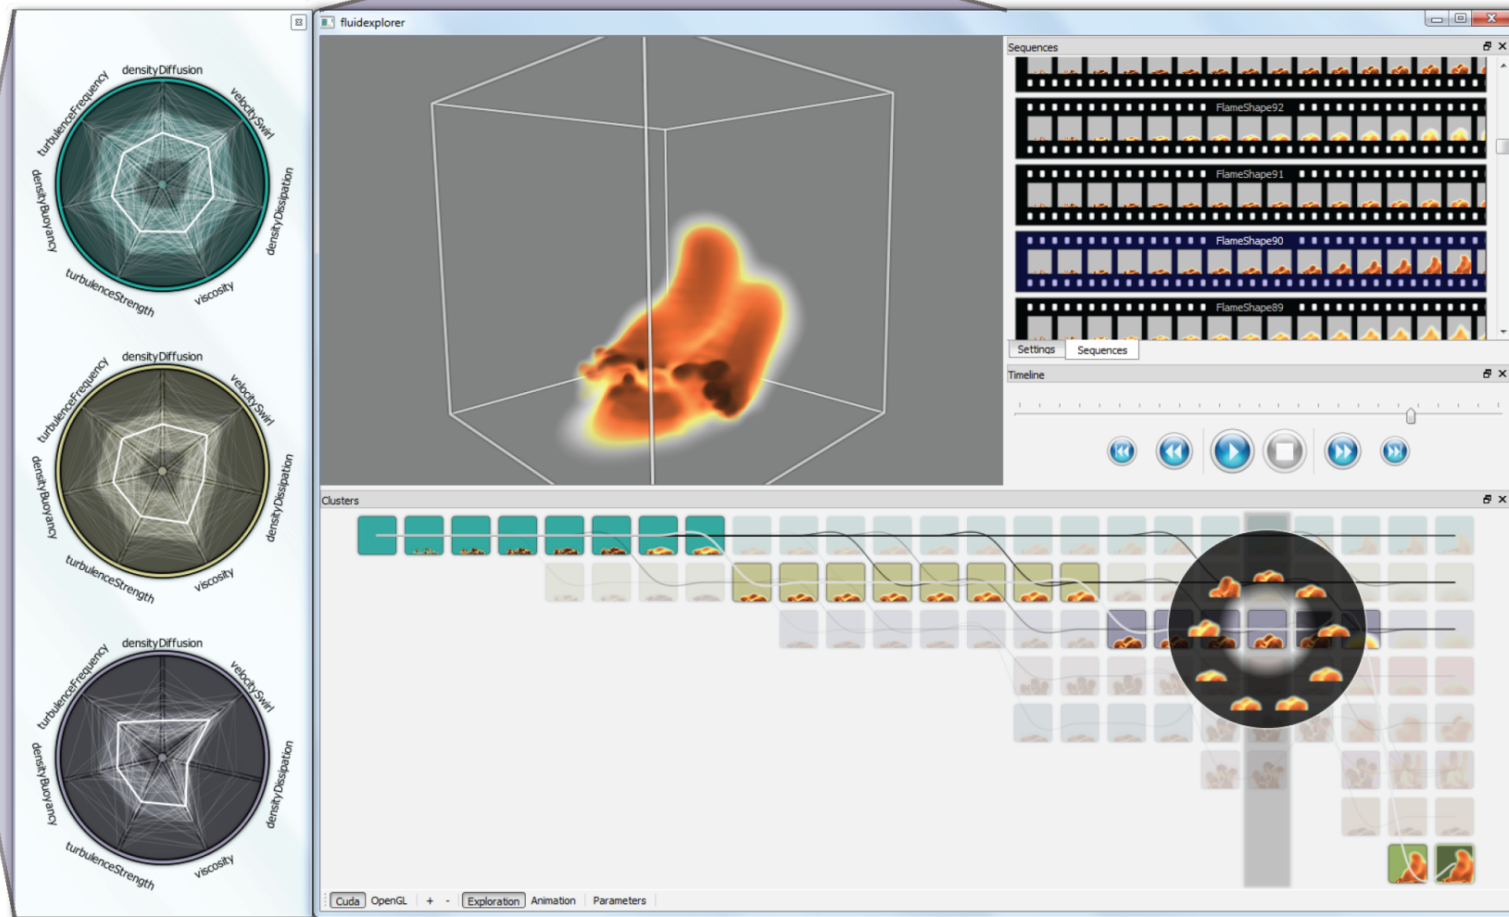 densityDiffusion
velocitySwirl
densityDissipation
viscosity
turbulenceStrength
densityBuoyancy
turbulenceFrequency
densityDiffusion
velocitySwirl
densityDissipation
viscosity
turbulenceStrength
densityBuoyancy
turbulenceFrequency
densityDiffusion
velocitySwirl
densityDissipation
viscosity
turbulenceStrength
densityBuoyancy
turbulenceFrequency
fluidexplorer
Sequences
FlameShape92
FlameShape91
FlameShape90
FlameShape89
Settings Sequences
Timeline
Clusters
Cuda OpenGL + - Exploration Animation Parameters